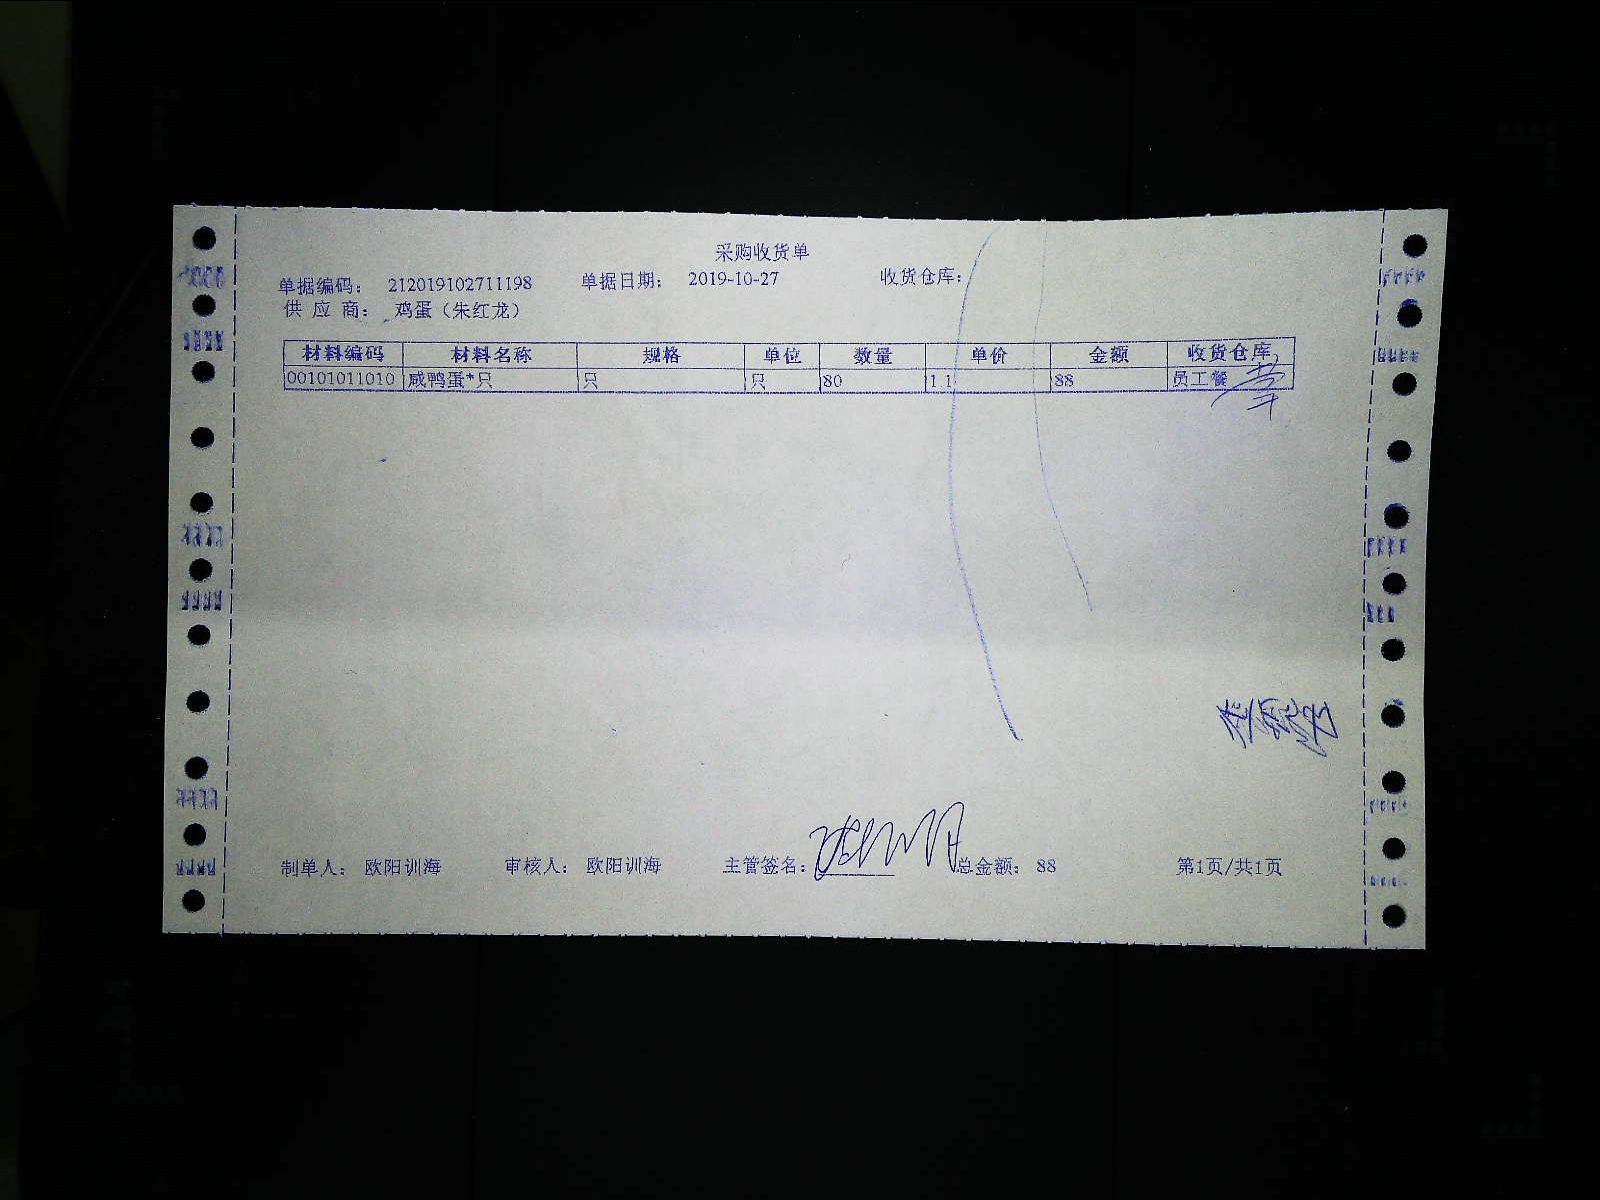 采购收货单
单据编码： 212019102711198 单据日期： 2019-10-27 收货仓库：
供 应 商： 鸡蛋（朱红龙）
材料编码 材料名称 规格 单位 数量 单价 金额 收货仓库
00101011010 咸鸭蛋*只 只 只 80 1.1 88 员工餐
制单人： 欧阳训海 审核人： 欧阳训海 主管签名： 总金额： 88 第1页/共1页